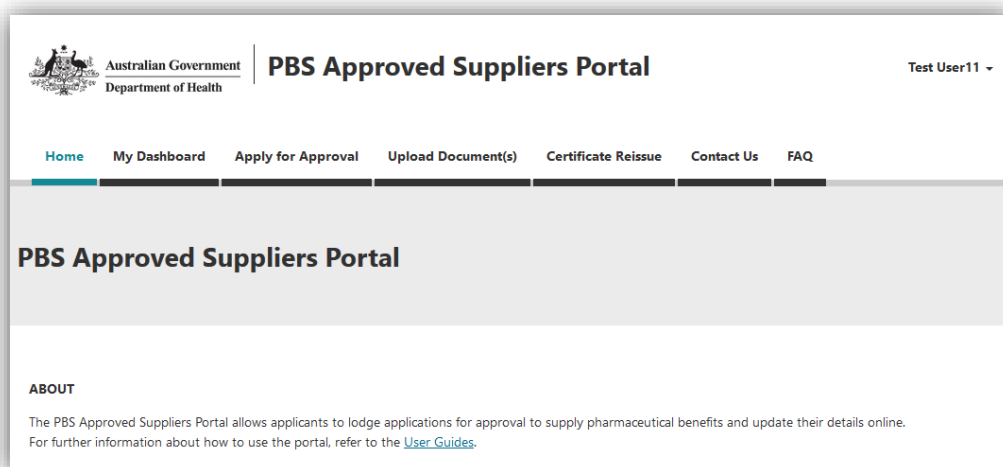 Australian Government
Department of Health
PBS Approved Suppliers Portal
Test User11
Home My Dashboard Apply for Approval Upload Document(s) Certificate Reissue Contact Us FAQ
PBS Approved Suppliers Portal
ABOUT
The PBS Approved Suppliers Portal allows applicants to lodge applications for approval to supply pharmaceutical benefits and update their details online.
For further information about how to use the portal, refer to the User Guides.